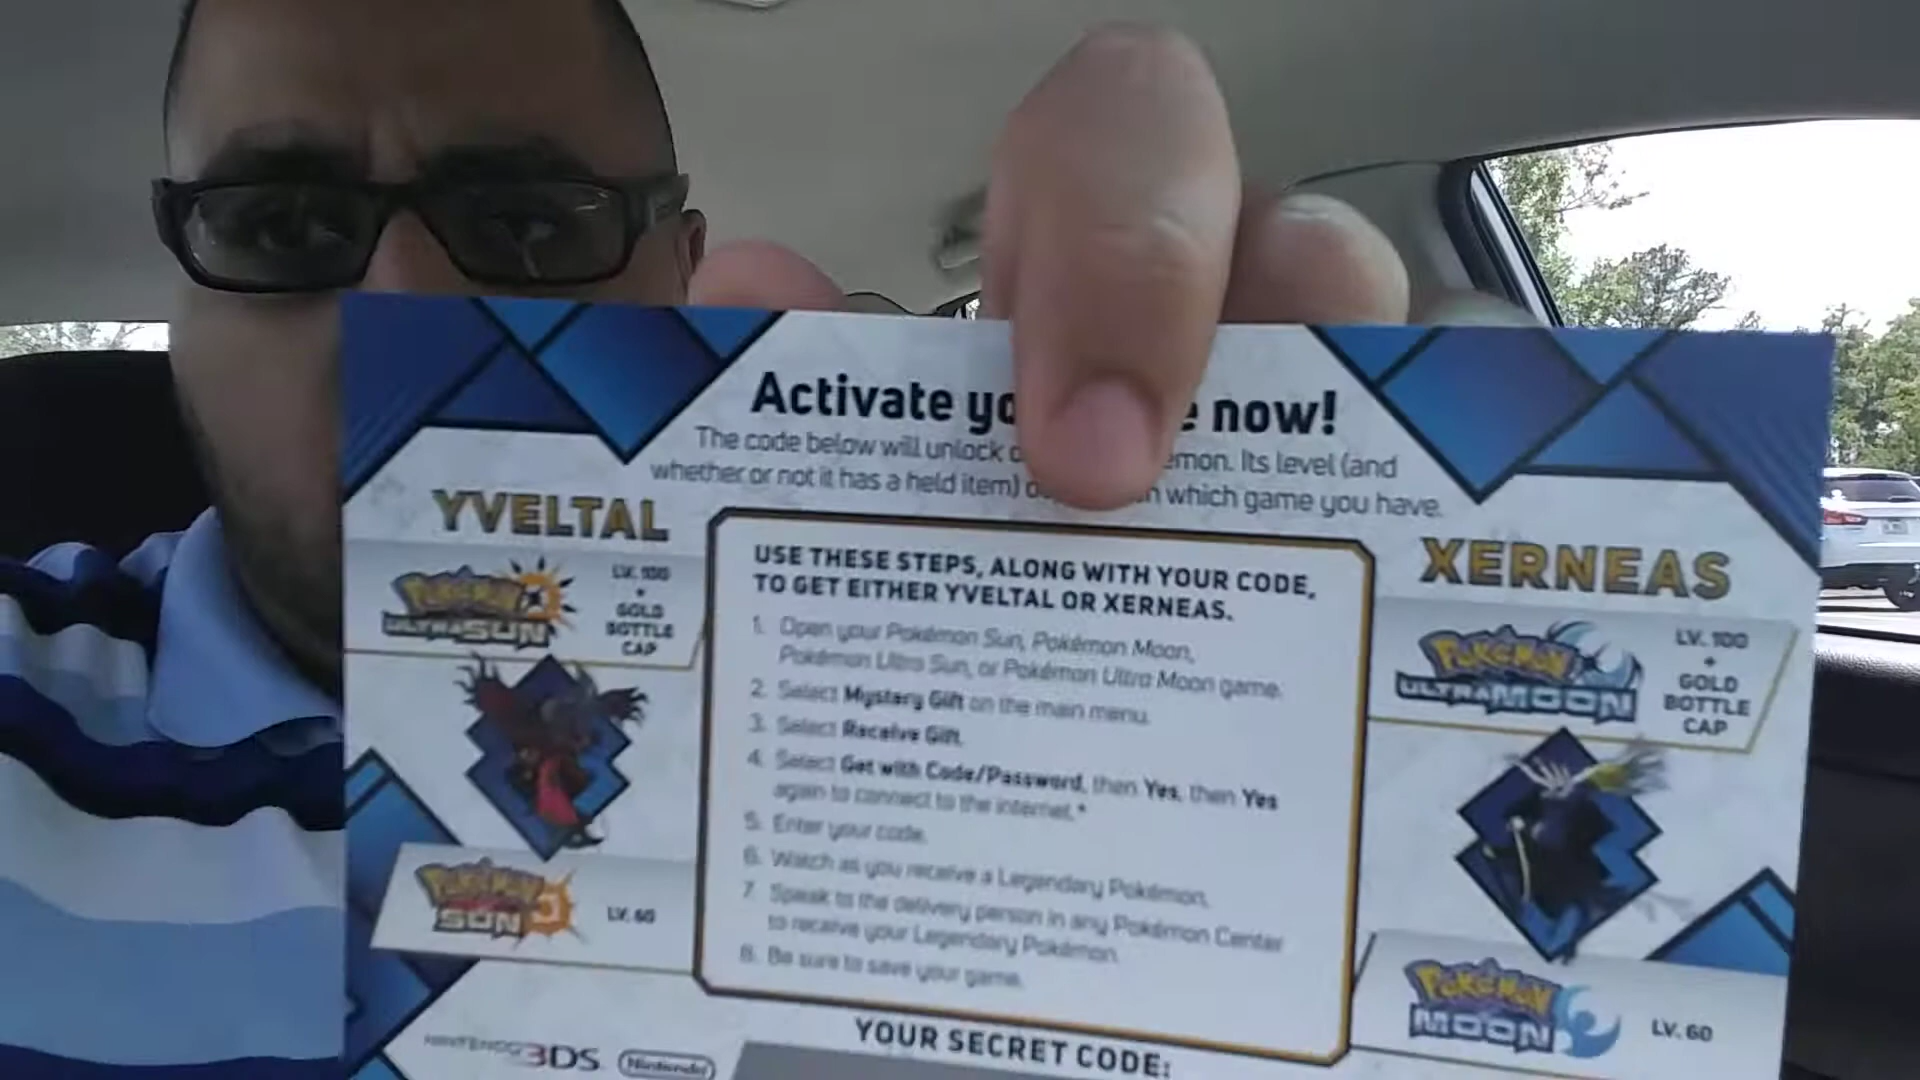 Activate yo e now!
The code below will unlock o emon. Its level (and
whether or not it has a held item) o n which game you have.
YVELTAL
Pokémon
ULTRA SUN
LV. 100
+
GOLD
BOTTLE
CAP
Pokémon
SUN
LV. 60
USE THESE STEPS, ALONG WITH YOUR CODE,
TO GET EITHER YVELTAL OR XERNEAS.
1. Open your Pokémon Sun, Pokémon Moon,
Pokémon Ultra Sun, or Pokémon Ultra Moon game.
2. Select Mystery Gift on the main menu.
3. Select Receive Gift.
4. Select Get with Code/Password, then Yes, then Yes
again to connect to the internet.*
5. Enter your code.
6. Watch as you receive a Legendary Pokémon.
7. Speak to the delivery person in any Pokémon Center
to receive your Legendary Pokémon.
8. Be sure to save your game.
XERNEAS
Pokémon
ULTRA MOON
LV. 100
+
GOLD
BOTTLE
CAP
Pokémon
MOON
LV. 60
YOUR SECRET CODE:
NINTENDO 3DS
Nintendo